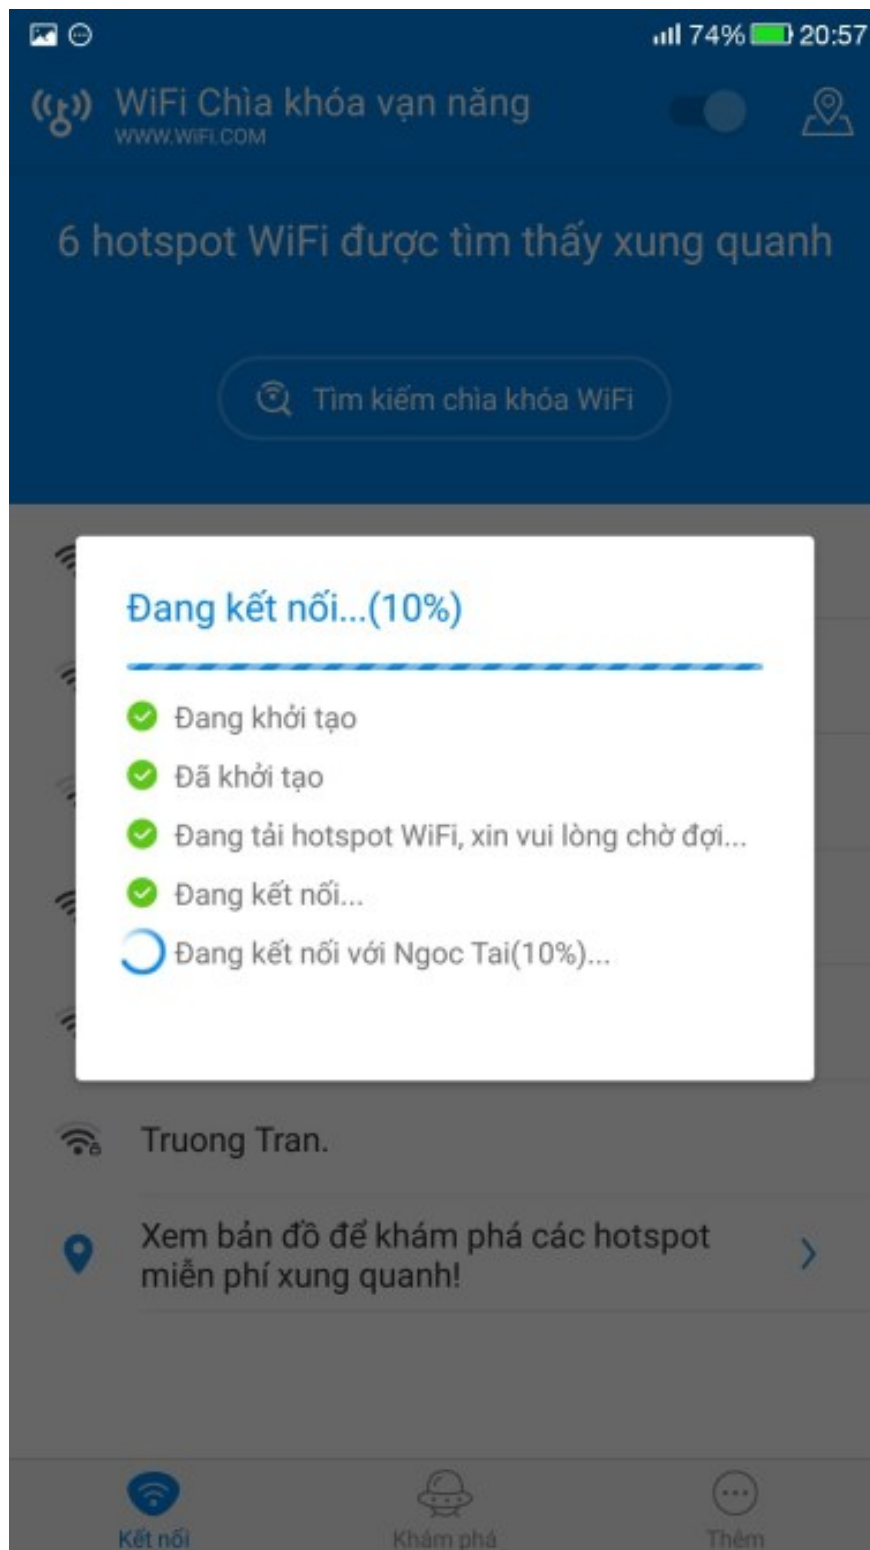 74% 20:57
WiFi Chìa khóa vạn năng
WWW.WIFI.COM
6 hotspot WiFi được tìm thấy xung quanh
Tìm kiếm chìa khóa WiFi
Đang kết nối...(10%)
Đang khởi tạo
Đã khởi tạo
Đang tải hotspot WiFi, xin vui lòng chờ đợi...
Đang kết nối...
Đang kết nối với Ngoc Tai(10%)...
Truong Tran.
Xem bản đồ để khám phá các hotspot
miễn phí xung quanh!
Kết nối Khám phá Thêm